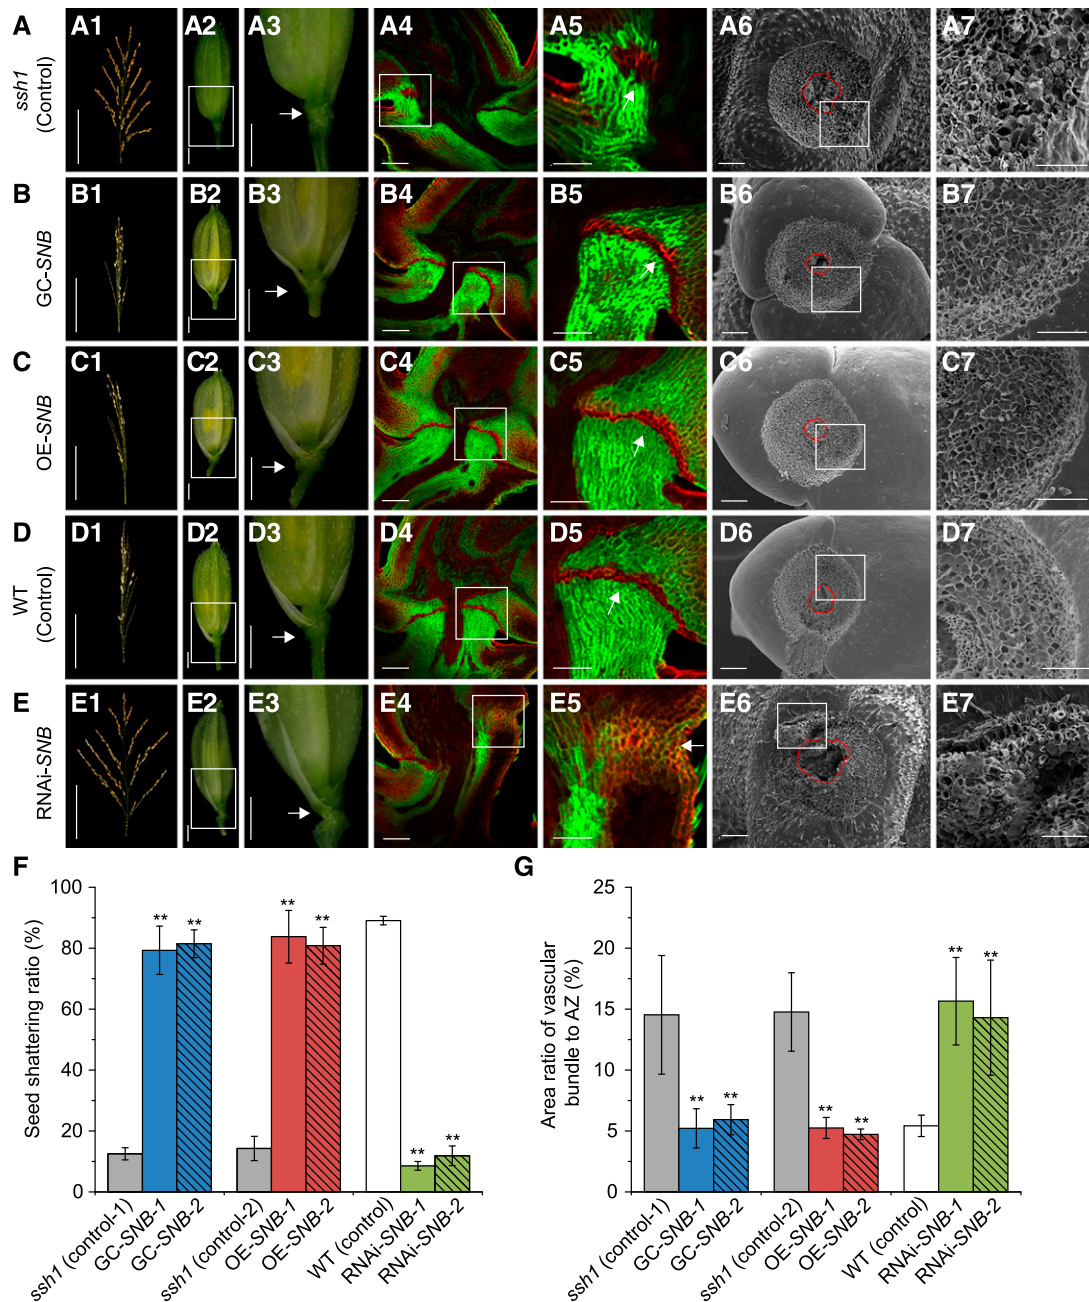 A
ssh1
(Control)
A1 A2 A3 A4 A5 A6 A7
B
GC-SNB
B1 B2 B3 B4 B5 B6 B7
C
OE-SNB
C1 C2 C3 C4 C5 C6 C7
D
WT
(Control)
D1 D2 D3 D4 D5 D6 D7
E
RNAi-SNB
E1 E2 E3 E4 E5 E6 E7
F
Seed shattering ratio (%)
100
80
60
40
20
0
** ** ** ** ** **
ssh1 (control-1)
GC-SNB-1
GC-SNB-2
ssh1 (control-2)
OE-SNB-1
OE-SNB-2
WT (control)
RNAi-SNB-1
RNAi-SNB-2
G
Area ratio of vascular
bundle to AZ (%)
25
20
15
10
5
0
** ** ** ** ** **
ssh1 (control-1)
GC-SNB-1
GC-SNB-2
ssh1 (control-2)
OE-SNB-1
OE-SNB-2
WT (control)
RNAi-SNB-1
RNAi-SNB-2